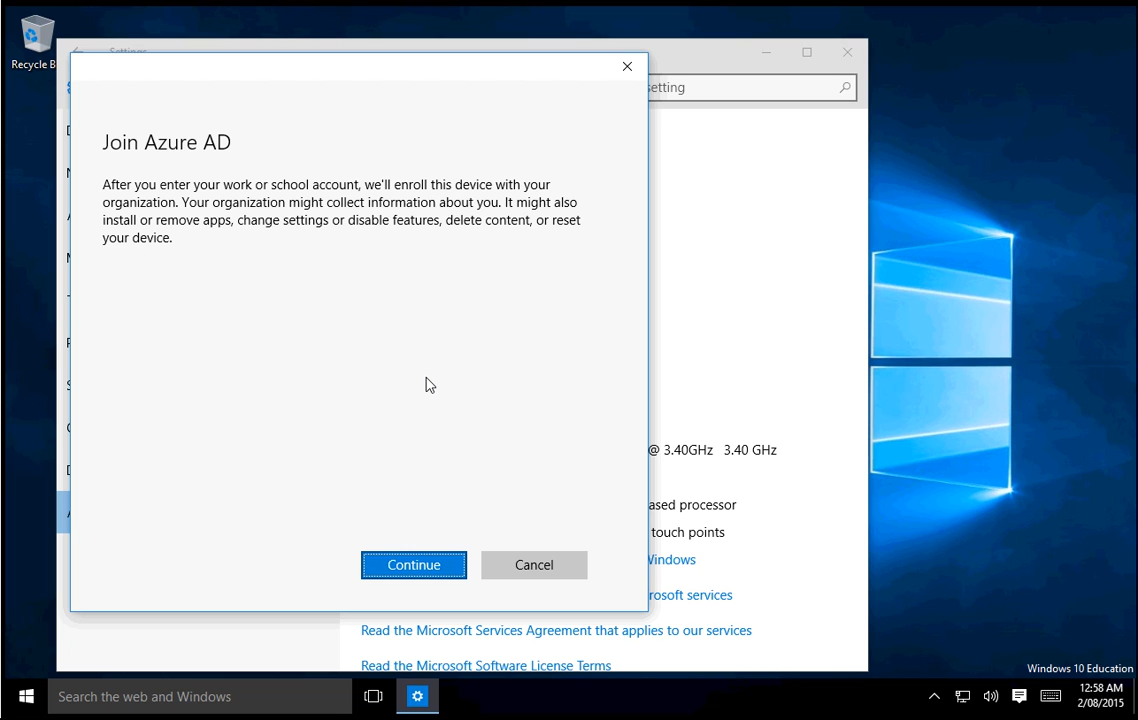 Recycle B
Settings
setting
Join Azure AD
After you enter your work or school account, we'll enroll this device with your
organization. Your organization might collect information about you. It might also
install or remove apps, change settings or disable features, delete content, or reset
your device.
@ 3.40GHz 3.40 GHz
ased processor
touch points
Windows
rosoft services
Continue
Cancel
Read the Microsoft Services Agreement that applies to our services
Read the Microsoft Software License Terms
Windows 10 Education
Search the web and Windows
12:58 AM
2/08/2015